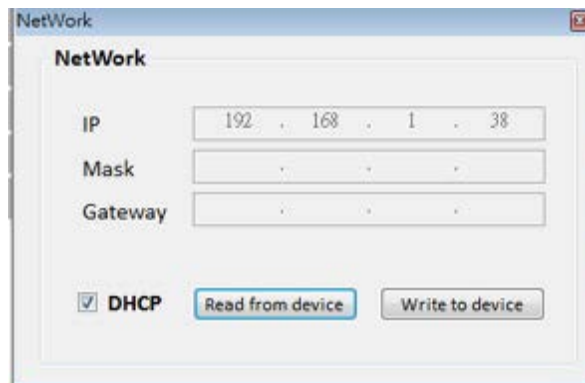 NetWork
NetWork
IP 192 . 168 . 1 . 38
Mask . . .
Gateway . . .
DHCP Read from device Write to device